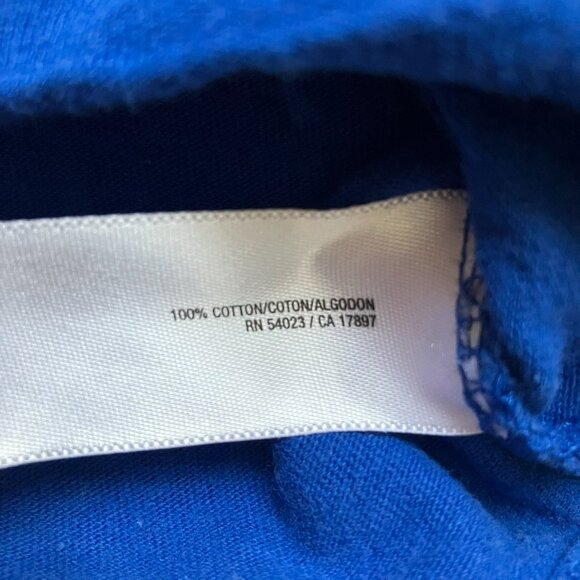 100% COTTON/COTON/ALGODON
RN 54023 / CA 17897